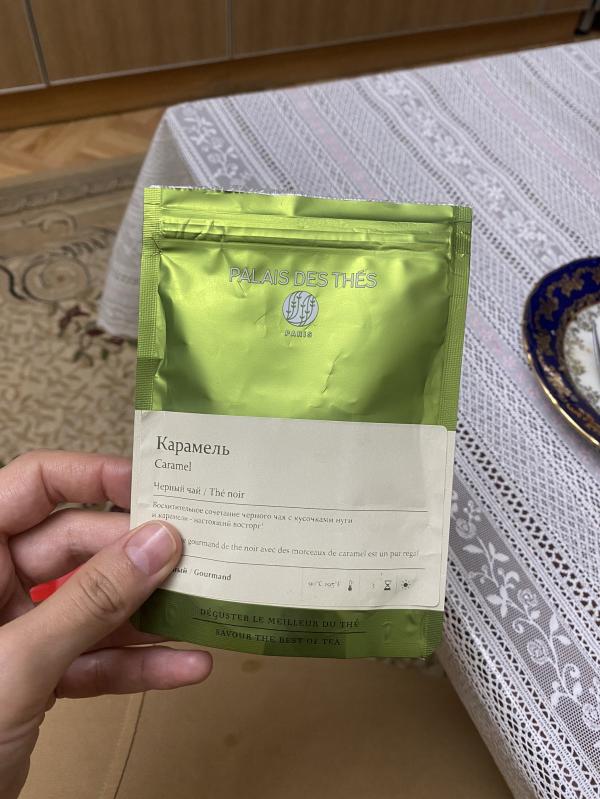 PALAIS DES THÉS
PARIS
Карамель
Caramel
Черный чай / Thé noir
Восхитительное сочетание черного чая с кусочками нуги
и карамели - настоящий восторг!
gourmand de thé noir avec des morceaux de caramel est un pur régal
/ Gourmand
DÉGUSTER LE MEILLEUR DU THÉ
SAVOUR THE BEST OF TEA